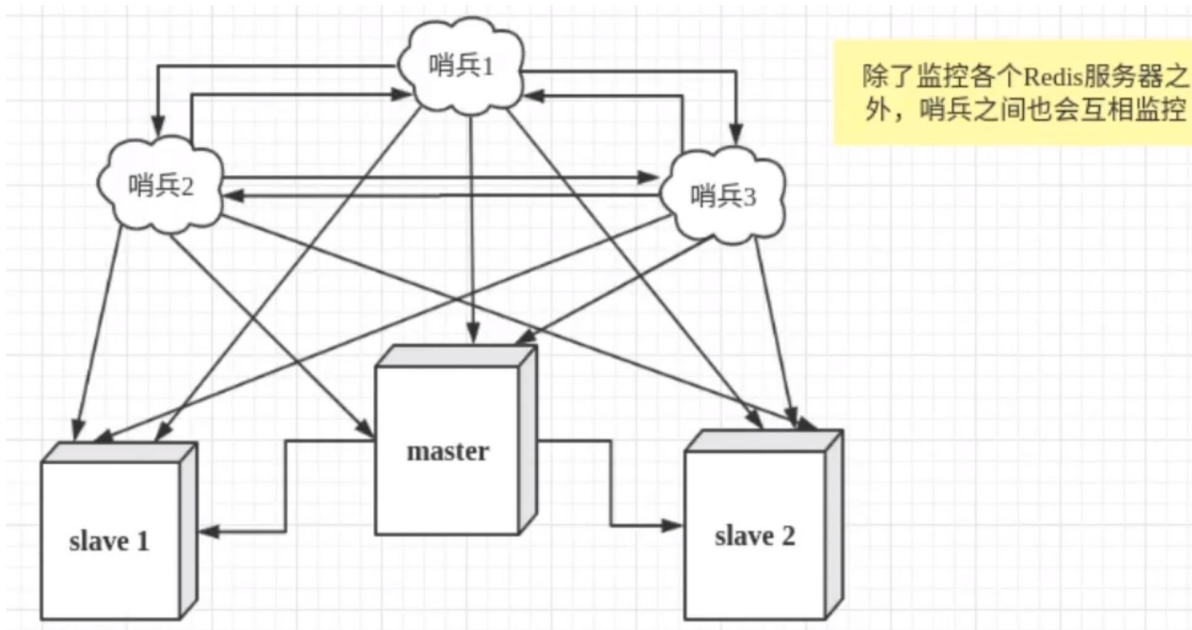 哨兵1
除了监控各个Redis服务器之
外，哨兵之间也会互相监控
哨兵2
哨兵3
master
slave 1
slave 2